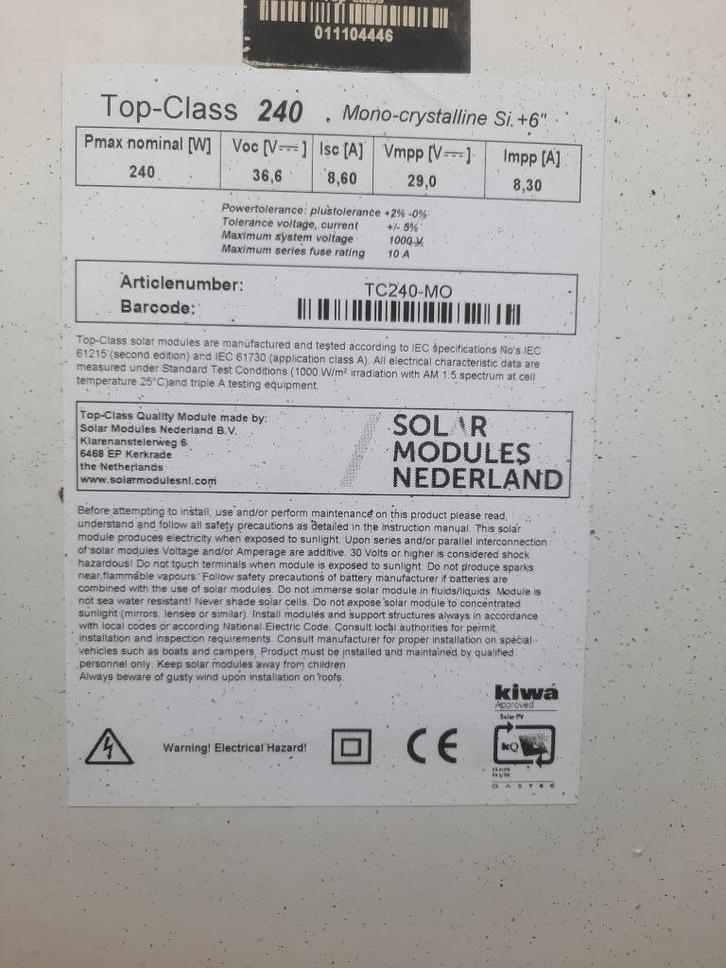 Top-Class
011104446
Top-Class 240 . Mono-crystalline Si.+6"
Pmax nominal [W] Voc [V⎓] Isc [A] Vmpp [V⎓] Impp [A]
240 36,6 8,60 29,0 8,30
Powertolerance: plustolerance +2% -0%
Tolerance voltage, current +/- 5%
Maximum system voltage 1000 V
Maximum series fuse rating 10 A
Articlenumber: TC240-MO
Barcode:
Top-Class solar modules are manufactured and tested according to IEC specifications No's IEC
61215 (second edition) and IEC 61730 (application class A). All electrical characteristic data are
measured under Standard Test Conditions (1000 W/m² irradiation with AM 1.5 spectrum at cell
temperature 25°C)and triple A testing equipment.
Top-Class Quality Module made by:
Solar Modules Nederland B.V.
Klarenanstelerweg 6
6468 EP Kerkrade
the Netherlands
www.solarmodulesnl.com
SOLAR
MODULES
NEDERLAND
Before attempting to install, use and/or perform maintenance on this product please read,
understand and follow all safety precautions as detailed in the instruction manual. This solar
module produces electricity when exposed to sunlight. Upon series and/or parallel interconnection
of solar modules Voltage and/or Amperage are additive. 30 Volts or higher is considered shock
hazardous! Do not touch terminals when module is exposed to sunlight. Do not produce sparks
near flammable vapours. Follow safety precautions of battery manufacturer if batteries are
combined with the use of solar modules. Do not immerse solar module in fluids/liquids. Module is
not sea water resistant! Never shade solar cells. Do not expose solar module to concentrated
sunlight (mirrors, lenses or similar). Install modules and support structures always in accordance
with local codes or according National Electric Code. Consult local authorities for permit,
installation and inspection requirements. Consult manufacturer for proper installation on special
vehicles such as boats and campers. Product must be installed and maintained by qualified
personnel only. Keep solar modules away from children.
Always beware of gusty wind upon installation on roofs.
kiwa
Approved
Solar PV
Warning! Electrical Hazard!
CE
kQ
GASTEC